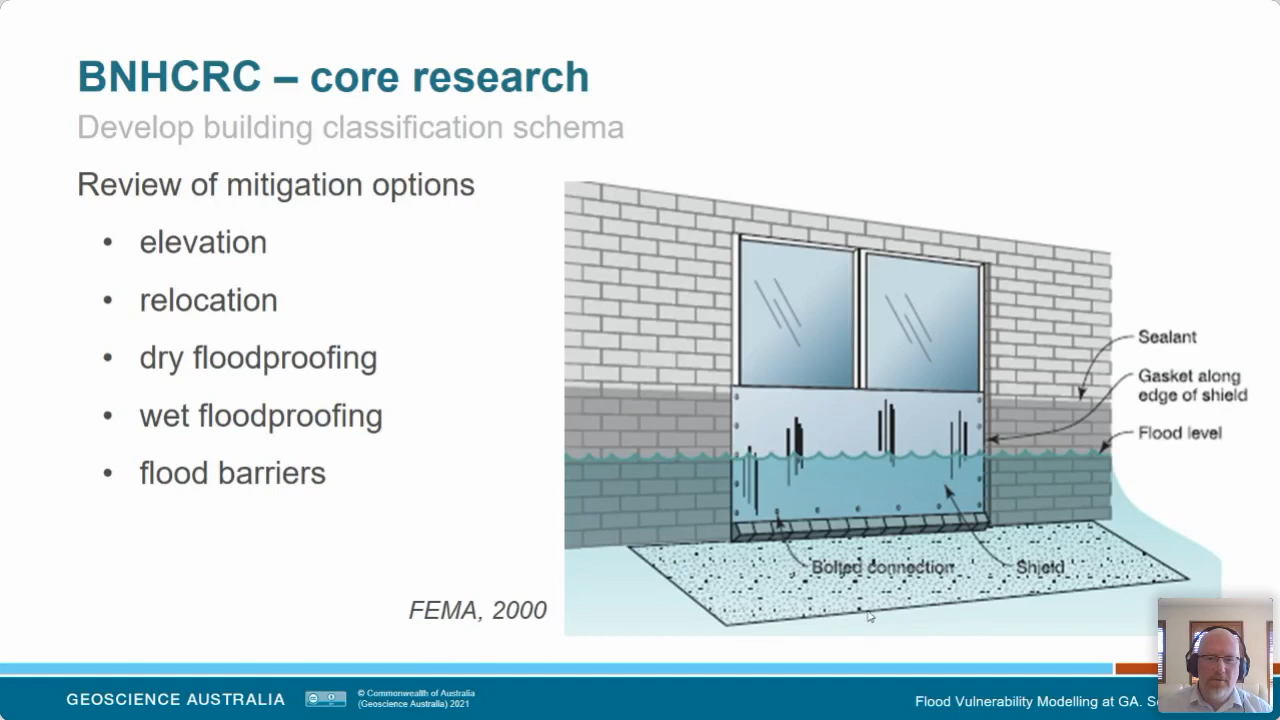 BNHCRC – core research
Develop building classification schema
Review of mitigation options
• elevation
• relocation
• dry floodproofing
• wet floodproofing
• flood barriers
FEMA, 2000
Sealant
Gasket along
edge of shield
Flood level
Bolted connection
Shield
GEOSCIENCE AUSTRALIA
© Commonwealth of Australia
(Geoscience Australia) 2021
Flood Vulnerability Modelling at GA.